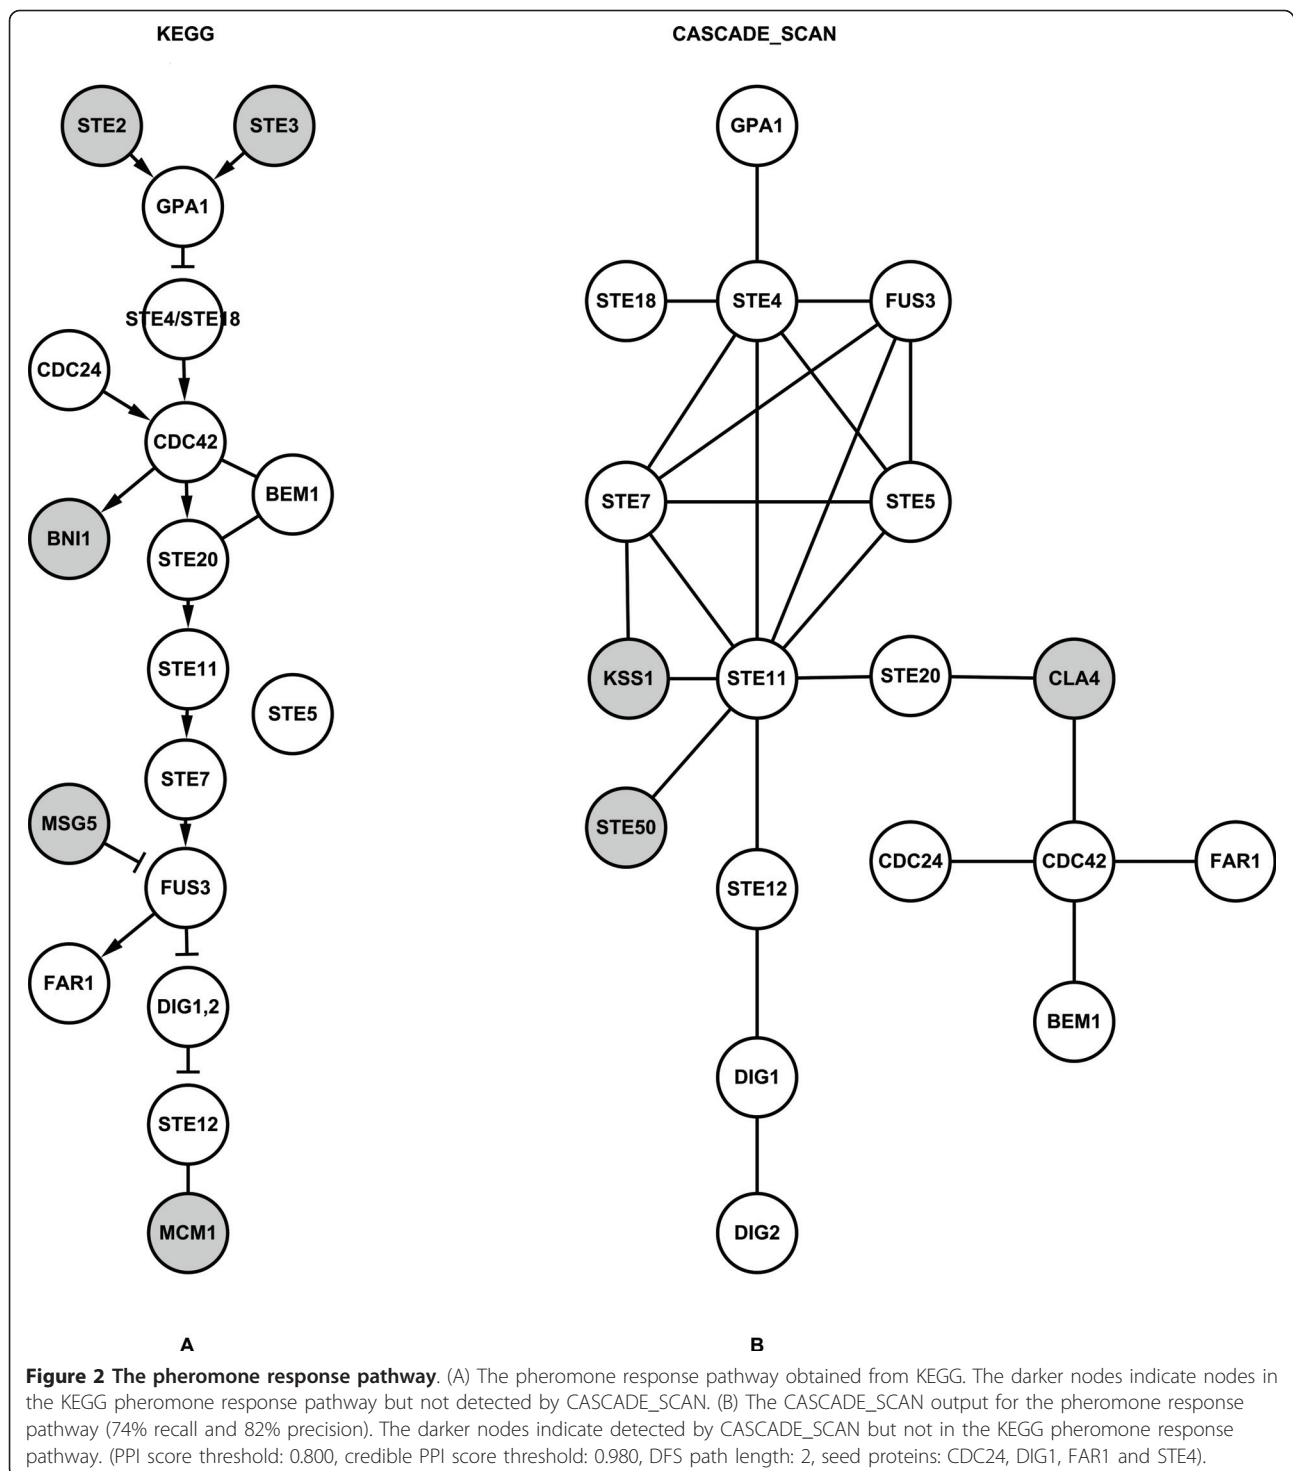 KEGG
CASCADE_SCAN
STE2
STE3
GPA1
STE4/STE18
CDC24
CDC42
BEM1
BNI1
STE20
STE11
STE5
STE7
MSG5
FUS3
FAR1
DIG1,2
STE12
MCM1
A
GPA1
STE18
STE4
FUS3
STE7
STE5
KSS1
STE11
STE20
CLA4
STE50
STE12
CDC24
CDC42
FAR1
BEM1
DIG1
DIG2
B
Figure 2 The pheromone response pathway. (A) The pheromone response pathway obtained from KEGG. The darker nodes indicate nodes in
the KEGG pheromone response pathway but not detected by CASCADE_SCAN. (B) The CASCADE_SCAN output for the pheromone response
pathway (74% recall and 82% precision). The darker nodes indicate detected by CASCADE_SCAN but not in the KEGG pheromone response
pathway. (PPI score threshold: 0.800, credible PPI score threshold: 0.980, DFS path length: 2, seed proteins: CDC24, DIG1, FAR1 and STE4).